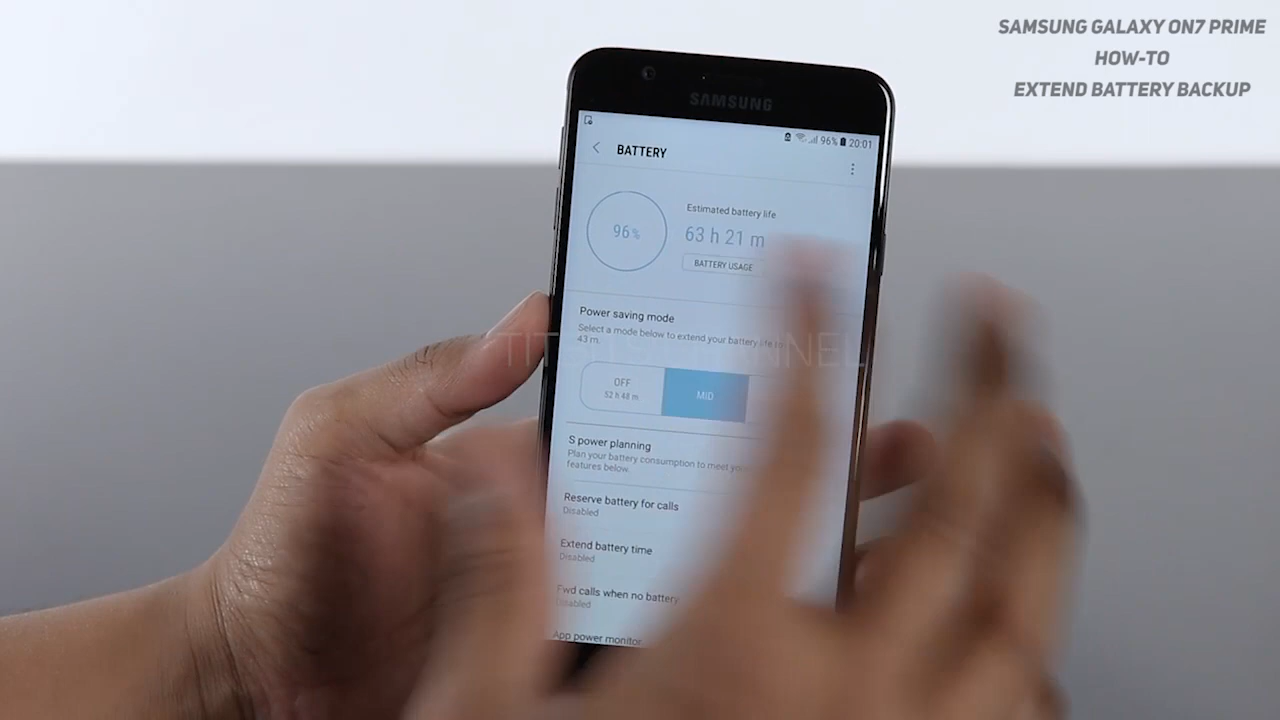 SAMSUNG GALAXY ON7 PRIME
HOW-TO
EXTEND BATTERY BACKUP
SAMSUNG
96% 20:01
BATTERY
96%
Estimated battery life
63 h 21 m
BATTERY USAGE
Power saving mode
Select a mode below to extend your battery life to
43 m.
OFF
52 h 48 m
MID
S power planning
Plan your battery consumption to meet
features below.
Reserve battery for calls
Disabled
Extend battery time
Disabled
Fwd calls when no battery
Disabled
App power monitor